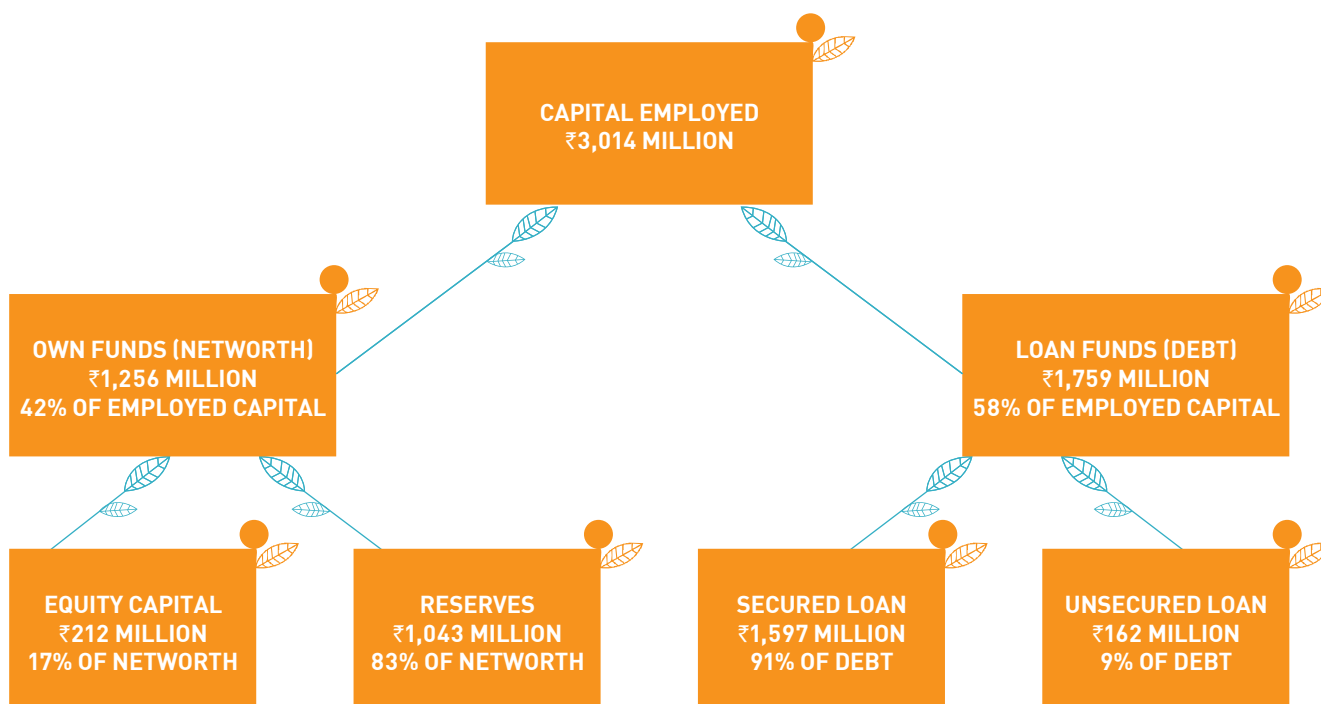 CAPITAL EMPLOYED
₹3,014 MILLION
OWN FUNDS (NETWORTH)
₹1,256 MILLION
42% OF EMPLOYED CAPITAL
LOAN FUNDS (DEBT)
₹1,759 MILLION
58% OF EMPLOYED CAPITAL
EQUITY CAPITAL
₹212 MILLION
17% OF NETWORTH
RESERVES
₹1,043 MILLION
83% OF NETWORTH
SECURED LOAN
₹1,597 MILLION
91% OF DEBT
UNSECURED LOAN
₹162 MILLION
9% OF DEBT